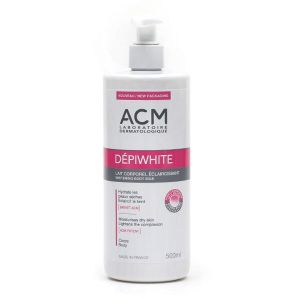 NOUVEAU / NEW PACKAGING
ACM
LABORATOIRE
DERMATOLOGIQUE
DÉPIWHITE
LAIT CORPOREL ÉCLAIRCISSANT
WHITENING BODY MILK
Hydrate les
peaux sèches
Éclaircit le teint
Moisturises dry skin
Lightens the complexion
Corps
Body
MADE IN FRANCE
500ml